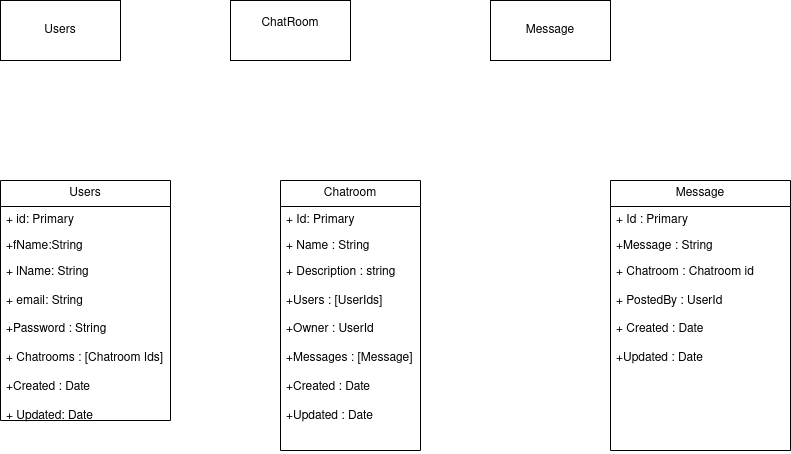 Users
ChatRoom
Message
Users
+ id: Primary
+fName:String
+ lName: String
+ email: String
+Password : String
+ Chatrooms : [Chatroom Ids]
+Created : Date
+ Updated: Date
Chatroom
+ Id: Primary
+ Name : String
+ Description : string
+Users : [UserIds]
+Owner : UserId
+Messages : [Message]
+Created : Date
+Updated : Date
Message
+ Id : Primary
+Message : String
+ Chatroom : Chatroom id
+ PostedBy : UserId
+ Created : Date
+Updated : Date